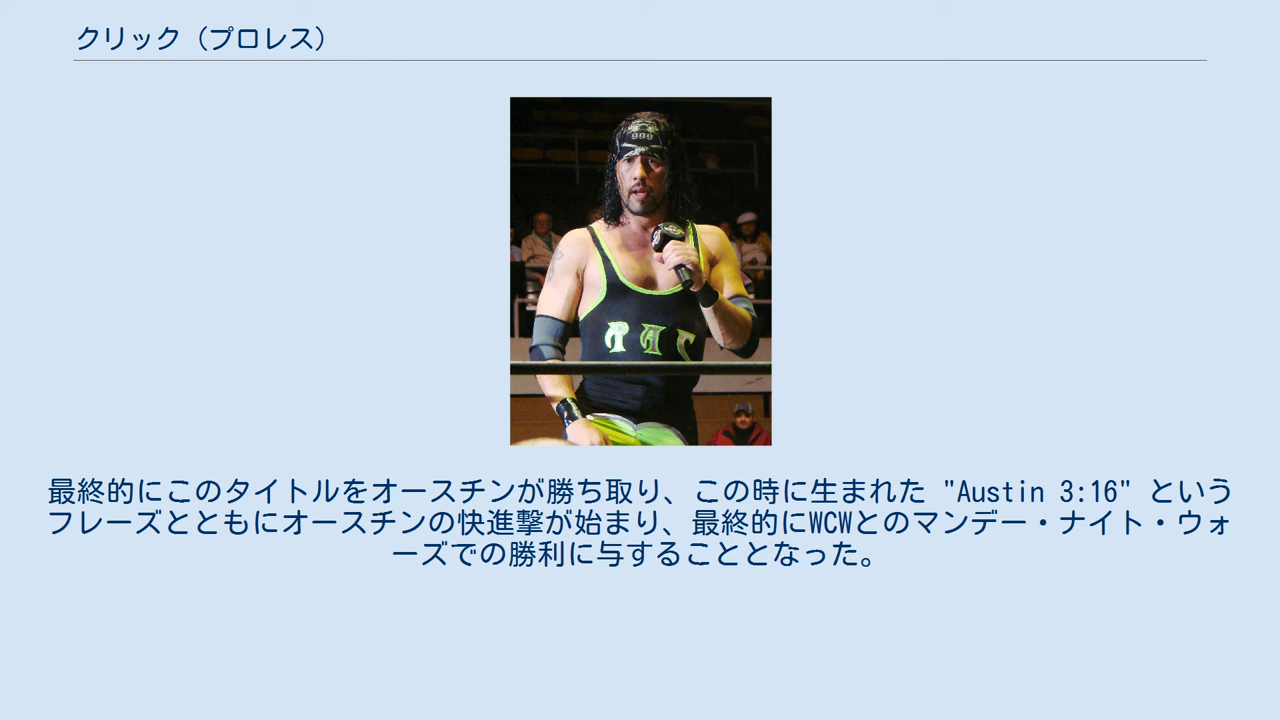 クリック（プロレス）
999
RAC
最終的にこのタイトルをオースチンが勝ち取り、この時に生まれた "Austin 3:16" という
フレーズとともにオースチンの快進撃が始まり、最終的にWCWとのマンデー・ナイト・ウォ
ーズでの勝利に与することとなった。